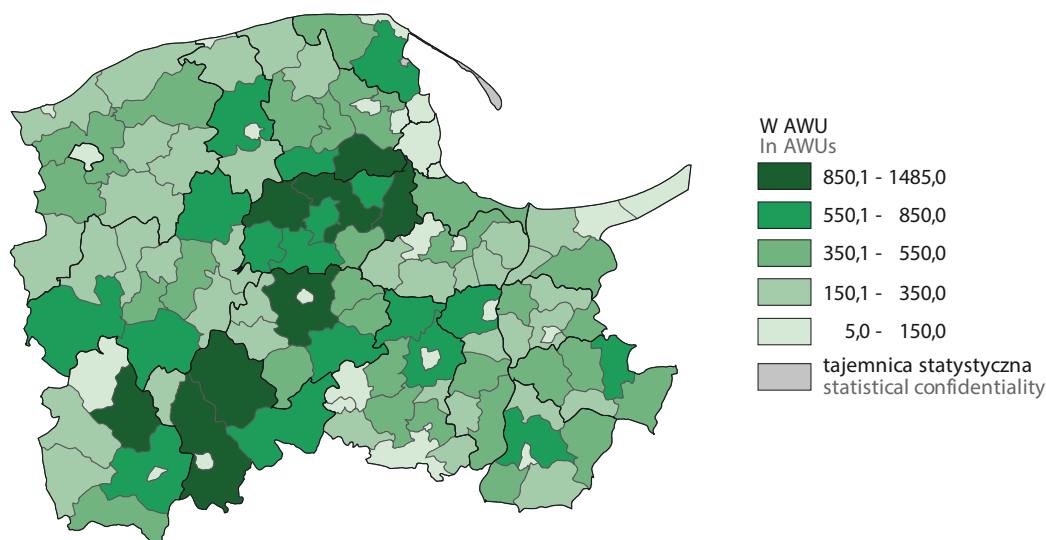 W AWU
In AWUs
850,1 - 1485,0
550,1 - 850,0
350,1 - 550,0
150,1 - 350,0
5,0 - 150,0
tajemnica statystyczna
statistical confidentiality